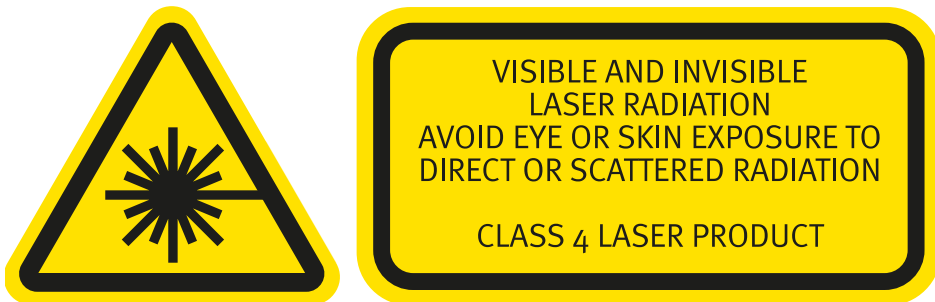 VISIBLE AND INVISIBLE
LASER RADIATION
AVOID EYE OR SKIN EXPOSURE TO
DIRECT OR SCATTERED RADIATION
CLASS 4 LASER PRODUCT